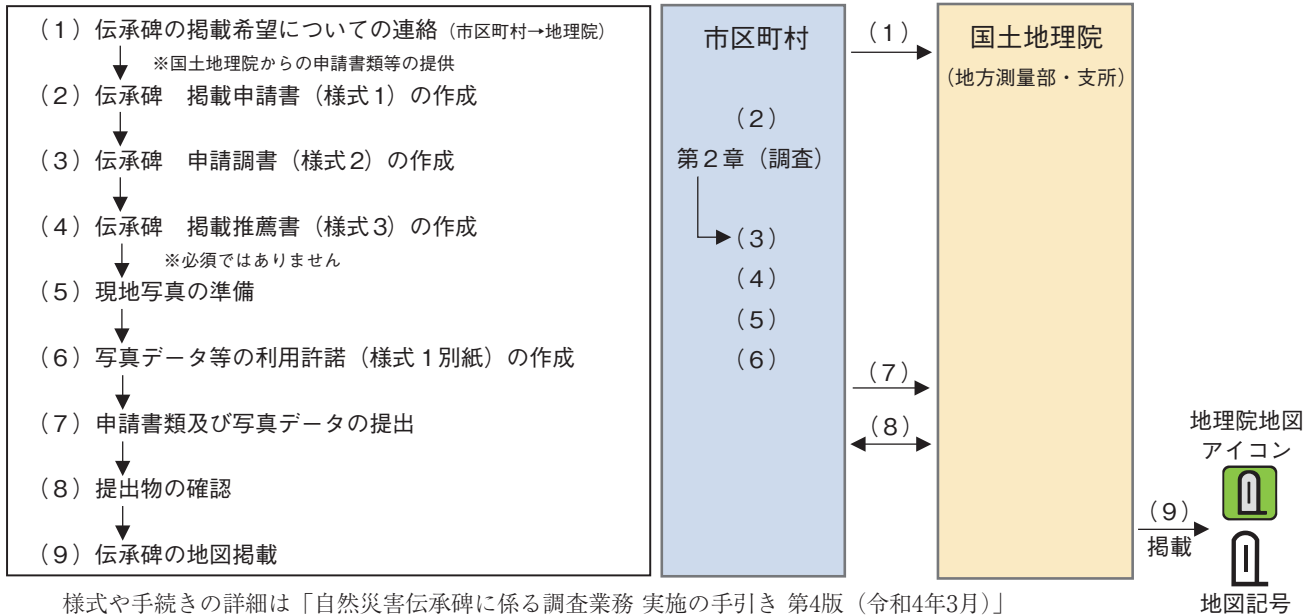 (1)伝承碑の掲載希望についての連絡(市区町村→地理院)
※国土地理院からの申請書類等の提供
(2)伝承碑 掲載申請書(様式1)の作成
(3)伝承碑 申請調書(様式2)の作成
(4)伝承碑 掲載推薦書(様式3)の作成
※必須ではありません
(5)現地写真の準備
(6)写真データ等の利用許諾(様式1別紙)の作成
(7)申請書類及び写真データの提出
(8)提出物の確認
(9)伝承碑の地図掲載
市区町村
(2)
第2章(調査)
(3)
(4)
(5)
(6)
(1)
(7)
(8)
国土地理院
(地方測量部・支所)
(9)
掲載
地理院地図
アイコン
地図記号
様式や手続きの詳細は「自然災害伝承碑に係る調査業務 実施の手引き 第4版(令和4年3月)」